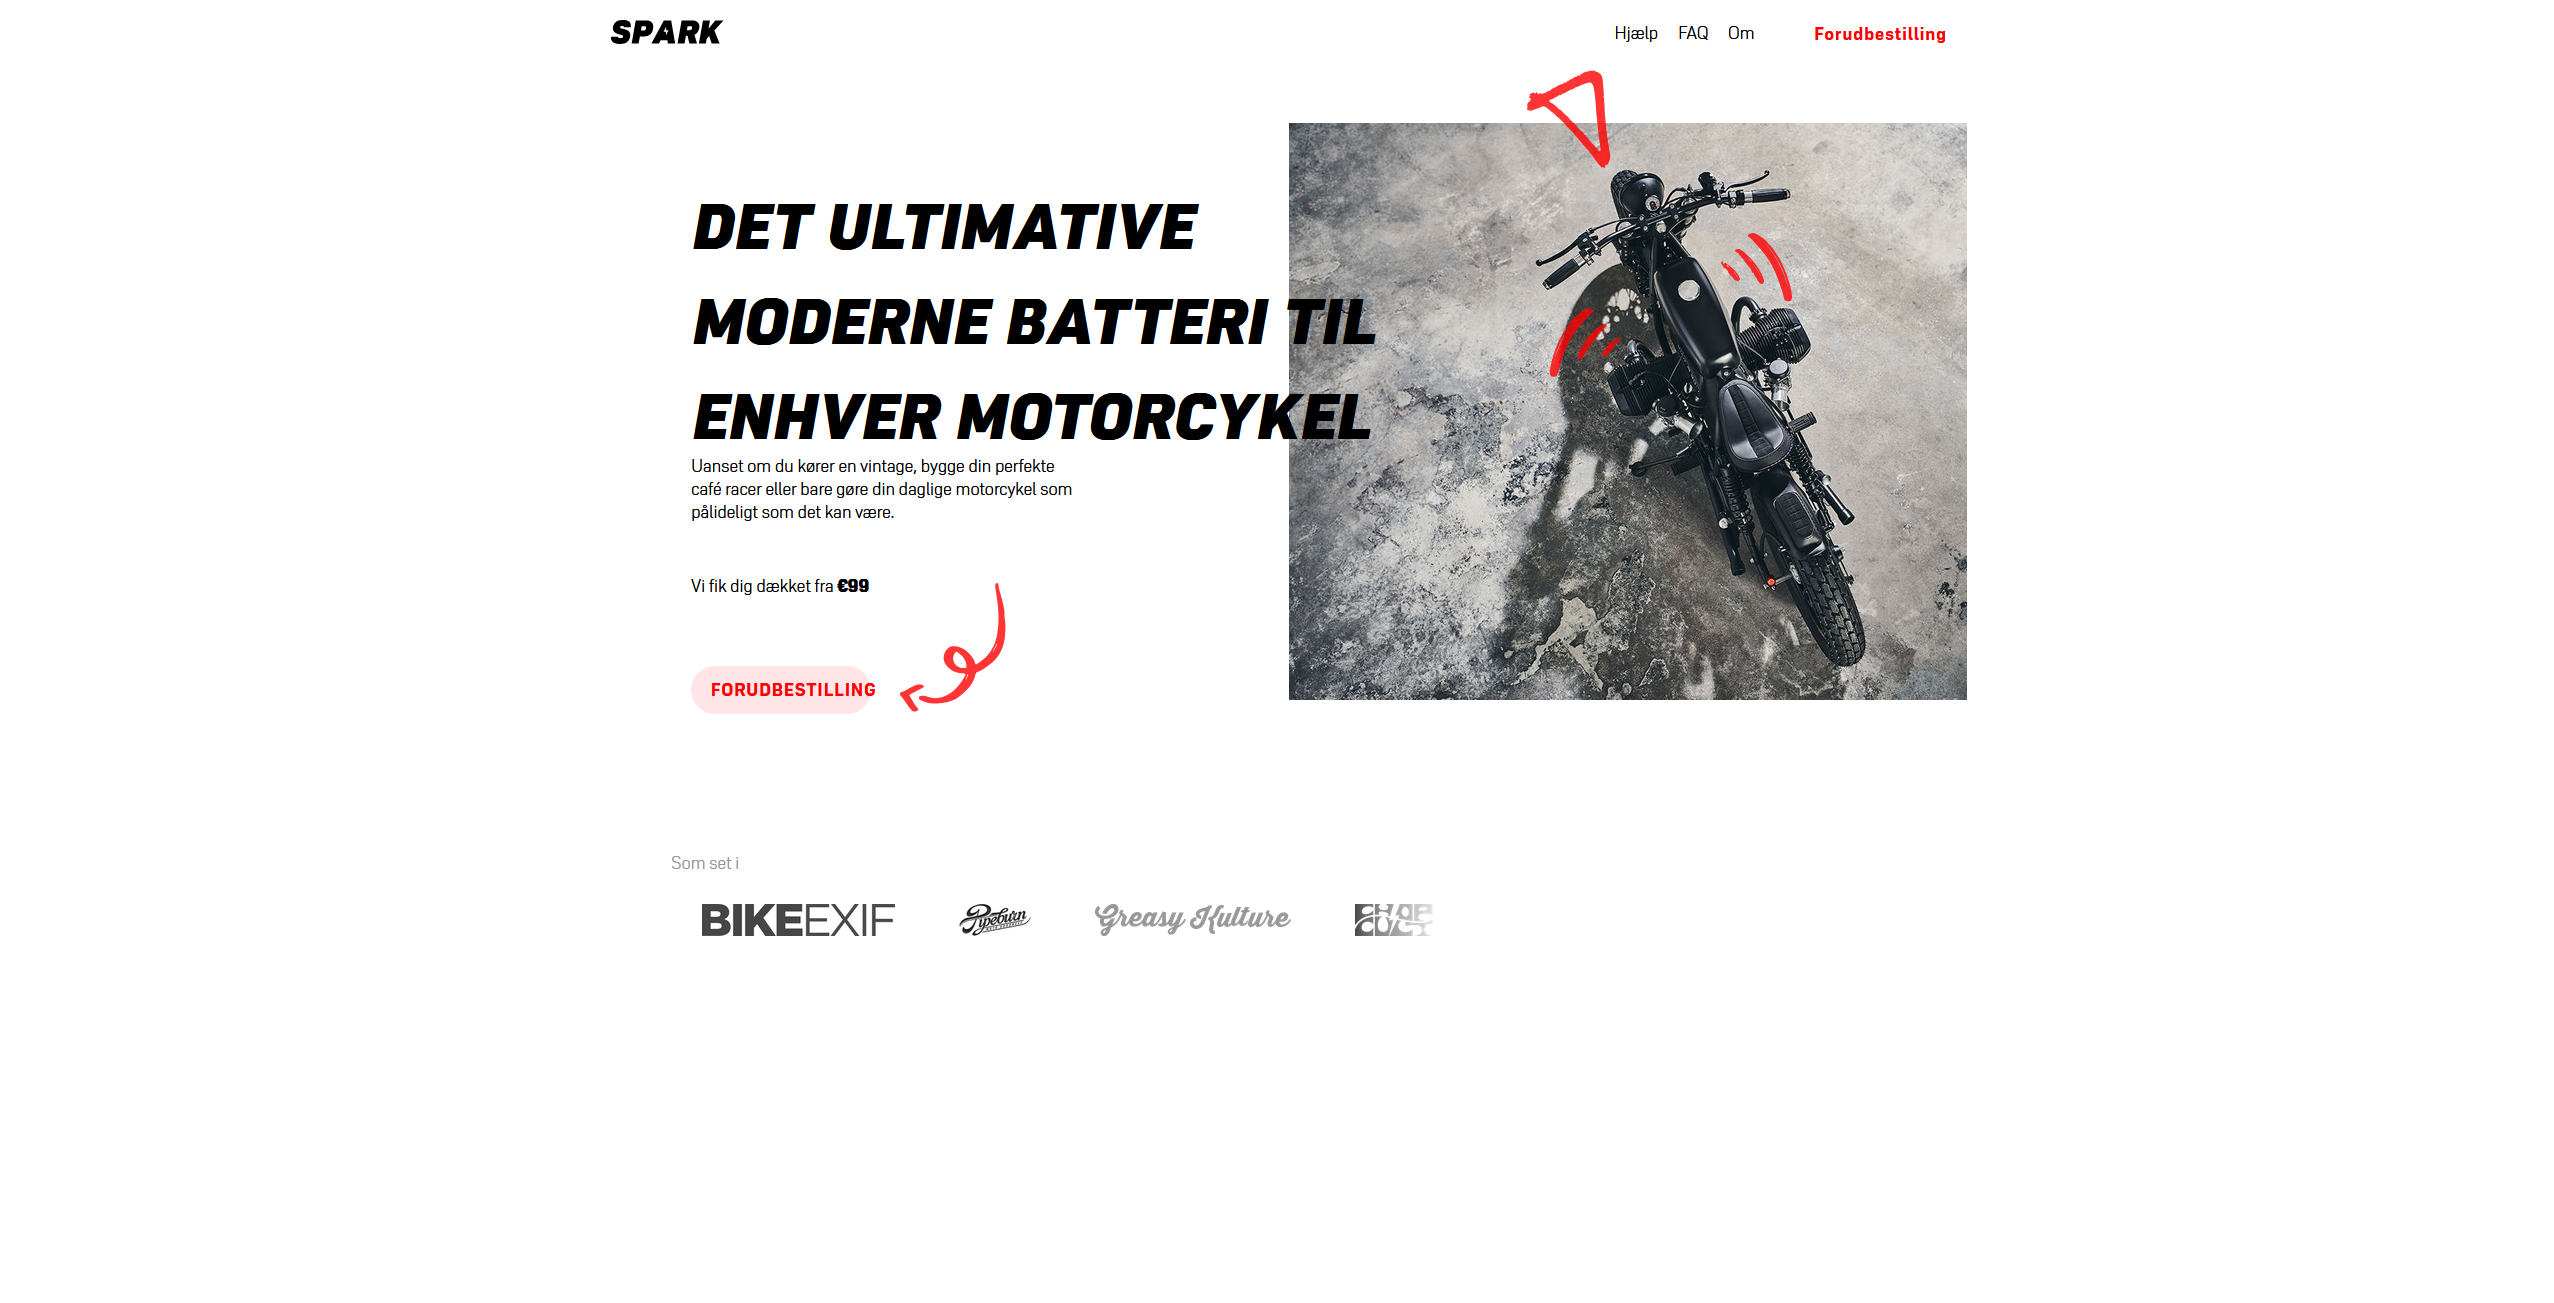 SPARK
Hjælp FAQ Om Forudbestilling
DET ULTIMATIVE
MODERNE BATTERI TIL
ENHVER MOTORCYKEL
Uanset om du kører en vintage, bygge din perfekte
café racer eller bare gøre din daglige motorcykel som
pålideligt som det kan være.
Vi fik dig dækket fra €99
FORUDBESTILLING
Som set i
BIKEEXIF Pipeburn Greasy Kulture